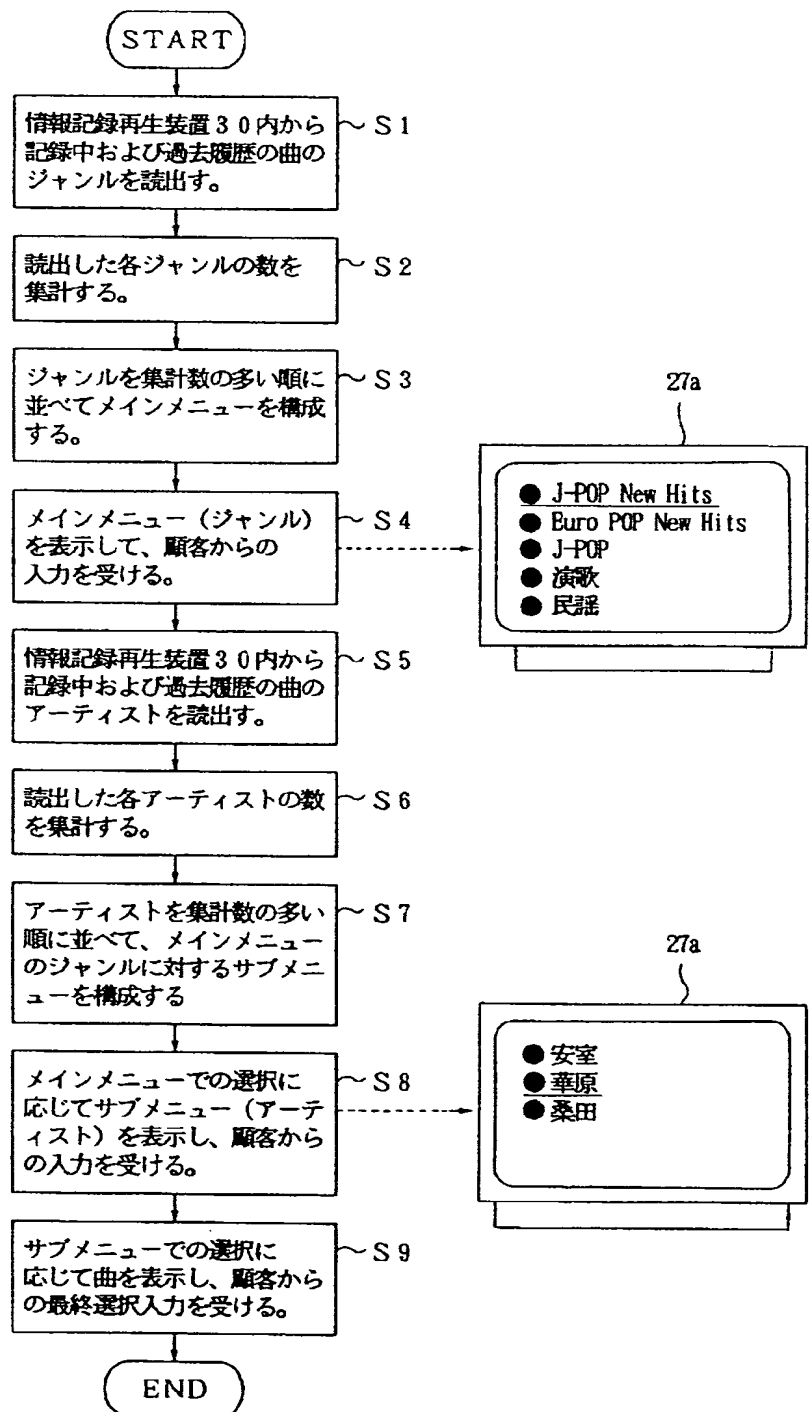 START
情報記録再生装置30内から
記録中および過去履歴の曲の
ジャンルを読出す。
～S1
読出した各ジャンルの数を
集計する。
～S2
ジャンルを集計数の多い順に
並べてメインメニューを構成
する。
～S3
メインメニュー（ジャンル）
を表示して、顧客からの
入力を受ける。
～S4
27a
● J-POP New Hits
● Euro POP New Hits
● J-POP
● 演歌
● 民謡
情報記録再生装置30内から
記録中および過去履歴の曲の
アーティストを読出す。
～S5
読出した各アーティストの数
を集計する。
～S6
アーティストを集計数の多い
順に並べて、メインメニュー
のジャンルに対するサブメニ
ューを構成する
～S7
メインメニューでの選択に
応じてサブメニュー（アーテ
ィスト）を表示し、顧客から
の入力を受ける。
～S8
27a
● 安室
● 華原
● 桑田
サブメニューでの選択に
応じて曲を表示し、顧客から
の最終選択入力を受ける。
～S9
END